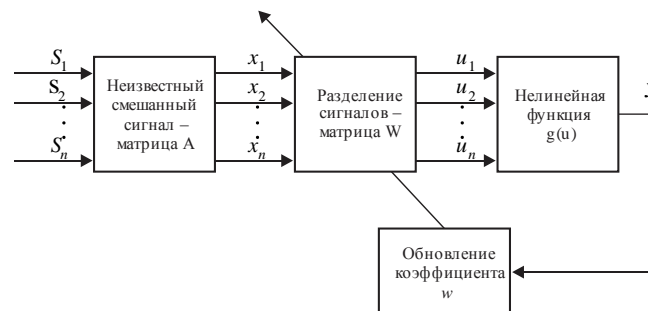 S1
S2
Sn
Неизвестный
смешанный
сигнал –
матрица A
x1
x2
xn
Разделение
сигналов –
матрица W
u1
u2
un
Нелинейная
функция
g(u)
y
Обновление
коэффициента
w